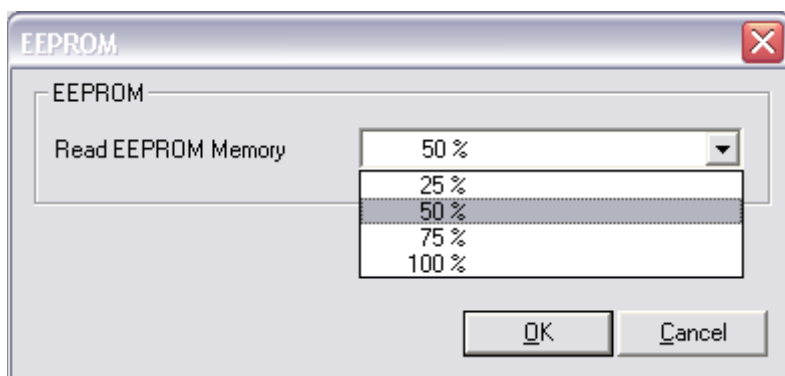 EEPROM
EEPROM
Read EEPROM Memory 50 %
25 %
50 %
75 %
100 %
OK Cancel